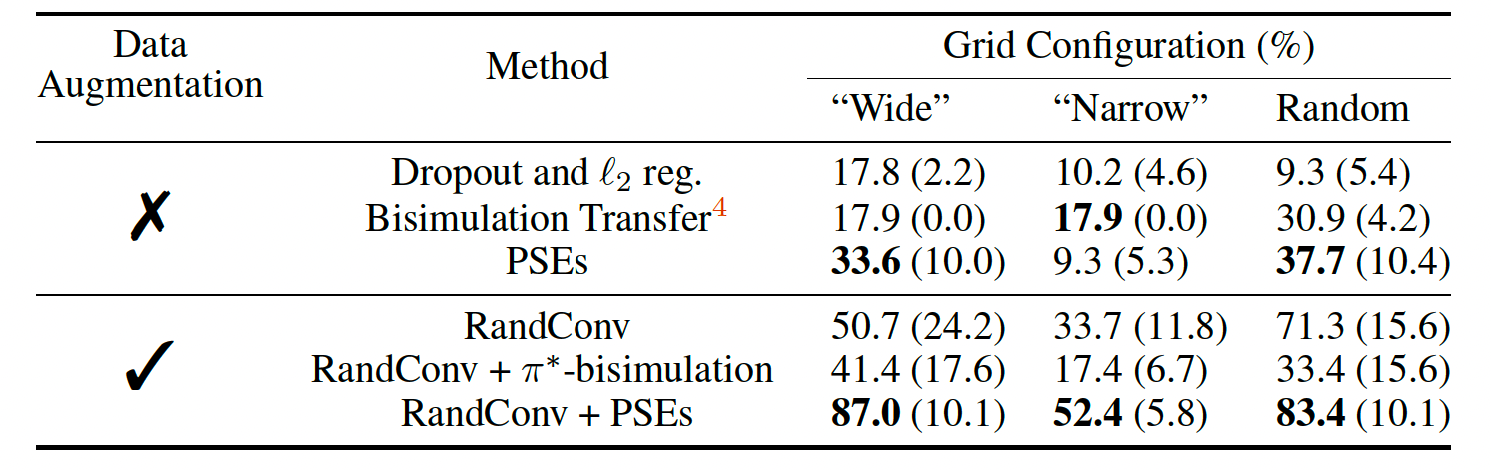 Data Augmentation Method Grid Configuration (%)
“Wide” “Narrow” Random
✗ Dropout and ℓ2 reg. 17.8 (2.2) 10.2 (4.6) 9.3 (5.4)
Bisimulation Transfer4 17.9 (0.0) 17.9 (0.0) 30.9 (4.2)
PSEs 33.6 (10.0) 9.3 (5.3) 37.7 (10.4)
✓ RandConv 50.7 (24.2) 33.7 (11.8) 71.3 (15.6)
RandConv + π*-bisimulation 41.4 (17.6) 17.4 (6.7) 33.4 (15.6)
RandConv + PSEs 87.0 (10.1) 52.4 (5.8) 83.4 (10.1)